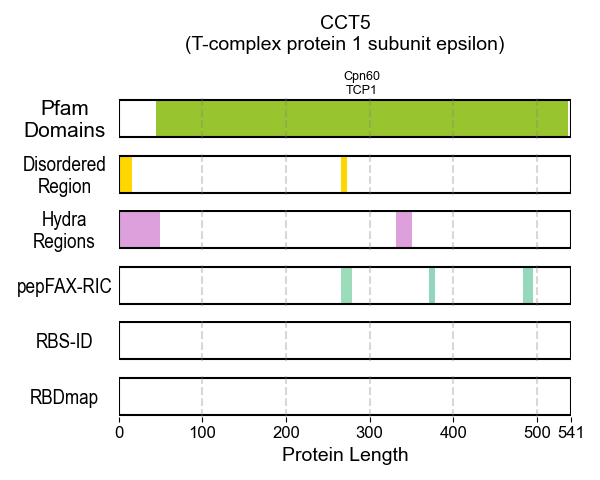 CCT5
(T-complex protein 1 subunit epsilon)
Cpn60
TCP1
Pfam
Domains
Disordered
Region
Hydra
Regions
pepFAX-RIC
RBS-ID
RBDmap
0 100 200 300 400 500 541
Protein Length